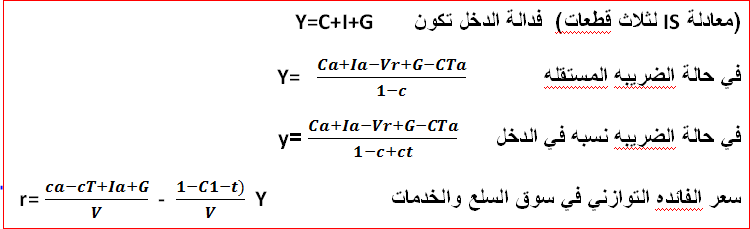 (معادلة IS لثلاث قطعات) فدالة الدخل تكون Y=C+I+G
في حالة الضريبه المستقله Y= (Ca+Ia−Vr+G−CTa)/(1−c)
في حالة الضريبه نسبه في الدخل y= (Ca+Ia−Vr+G−CTa)/(1−c+ct)
سعر الفائده التوازني في سوق السلع والخدمات r= (ca−cT+Ia+G)/V - (1−C1−t))/V Y